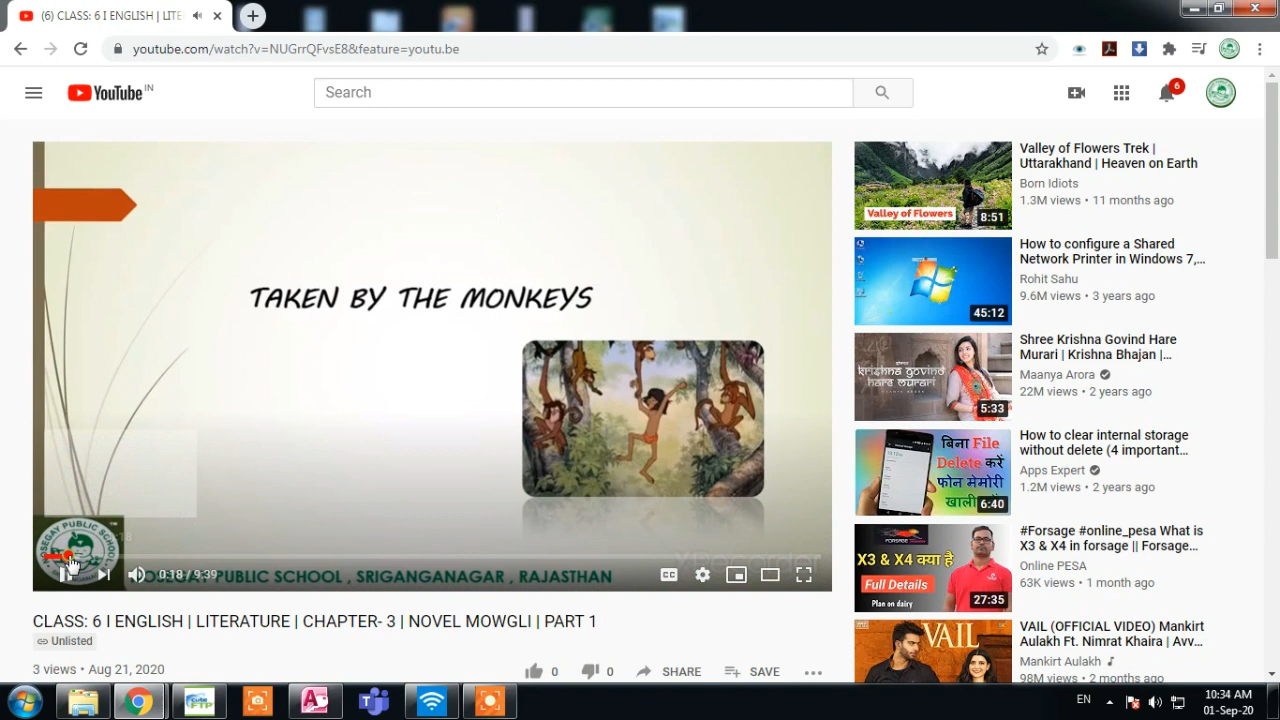 (6) CLASS: 6 I ENGLISH | LITE
youtube.com/watch?v=NUGrrQFvsE8&feature=youtu.be
YouTube IN
Search
6
TAKEN BY THE MONKEYS
PUBLIC SCHOOL
0:18 / 9:39
PUBLIC SCHOOL , SRIGANGANAGAR , RAJASTHAN
CC
CLASS: 6 I ENGLISH | LITERATURE | CHAPTER- 3 | NOVEL MOWGLI | PART 1
Unlisted
3 views • Aug 21, 2020
0
0
SHARE
SAVE
Valley of Flowers
8:51
Valley of Flowers Trek |
Uttarakhand | Heaven on Earth
Born Idiots
1.3M views • 11 months ago
45:12
How to configure a Shared
Network Printer in Windows 7,...
Rohit Sahu
9.6M views • 3 years ago
krishna govind
hare murari
5:33
Shree Krishna Govind Hare
Murari | Krishna Bhajan |...
Maanya Arora
22M views • 2 years ago
बिना File
Delete करें
फोन मेमोरी
खाली
6:40
How to clear internal storage
without delete (4 important...
Apps Expert
1.2M views • 2 years ago
FORSAGE
X3 & X4 क्या है
Full Details
Plan on dairy
27:35
#Forsage #online_pesa What is
X3 & X4 in forsage || Forsage...
Online PESA
63K views • 1 month ago
VAIL
VAIL (OFFICIAL VIDEO) Mankirt
Aulakh Ft. Nimrat Khaira | Avv...
Mankirt Aulakh
98M views • 2 months ago
EN
10:34 AM
01-Sep-20